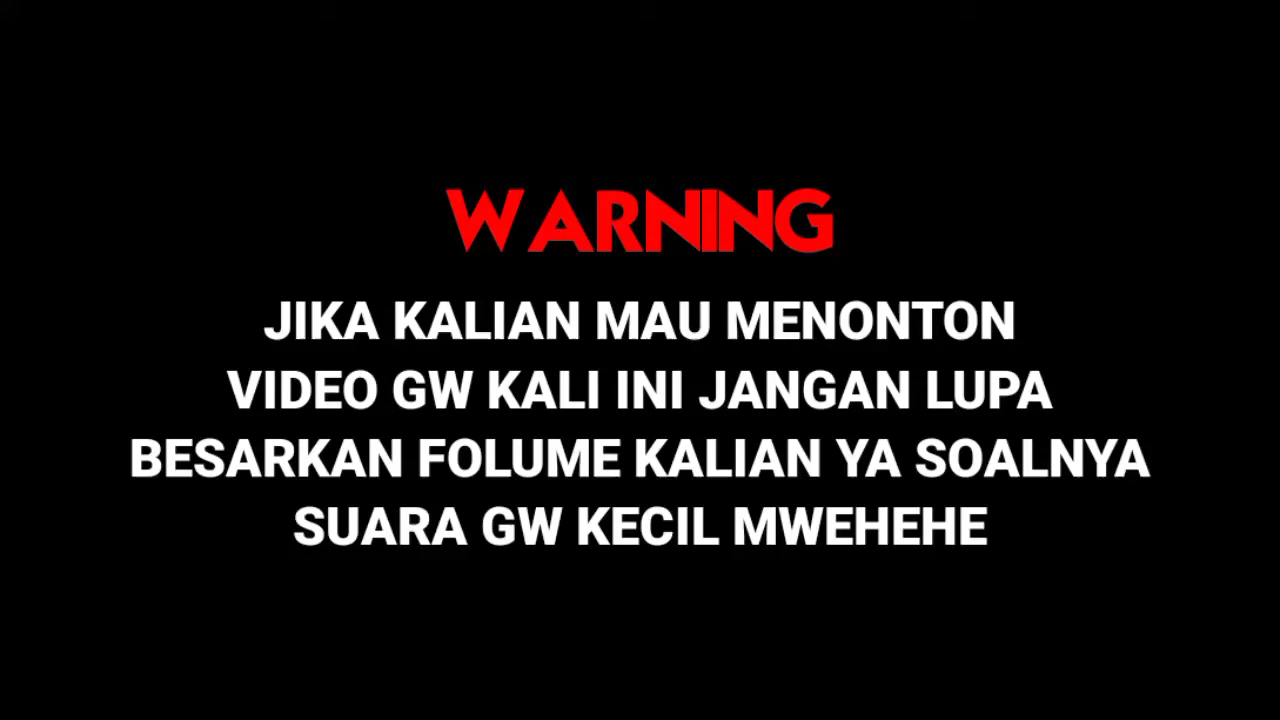 WARNING
JIKA KALIAN MAU MENONTON
VIDEO GW KALI INI JANGAN LUPA
BESARKAN FOLUME KALIAN YA SOALNYA
SUARA GW KECIL MWEHEHE